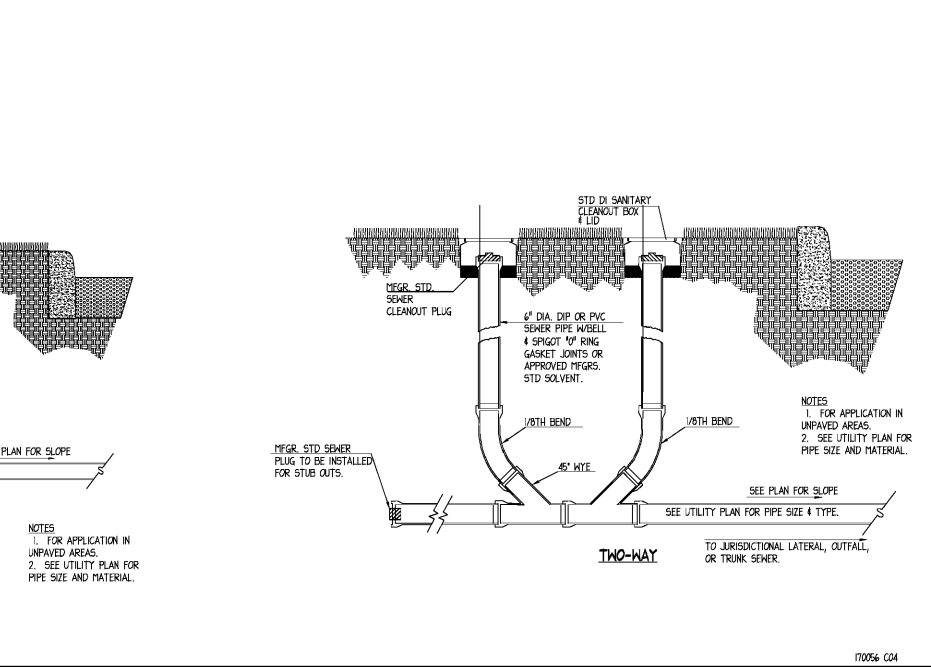 STD DI SANITARY
CLEANOUT BOX
& LID
MFGR. STD.
SEWER
CLEANOUT PLUG
6" DIA. DIP OR PVC
SEWER PIPE W/BELL
& SPIGOT "O" RING
GASKET JOINTS OR
APPROVED MFGRS.
STD SOLVENT.
1/8TH BEND
1/8TH BEND
45° WYE
MFGR. STD SEWER
PLUG TO BE INSTALLED
FOR STUB OUTS.
NOTES
1. FOR APPLICATION IN
UNPAVED AREAS.
2. SEE UTILITY PLAN FOR
PIPE SIZE AND MATERIAL.
SEE PLAN FOR SLOPE
SEE UTILITY PLAN FOR PIPE SIZE & TYPE.
TO JURISDICTIONAL LATERAL, OUTFALL,
OR TRUNK SEWER.
TWO-WAY
PLAN FOR SLOPE
NOTES
1. FOR APPLICATION IN
UNPAVED AREAS.
2. SEE UTILITY PLAN FOR
PIPE SIZE AND MATERIAL.
170056 C04